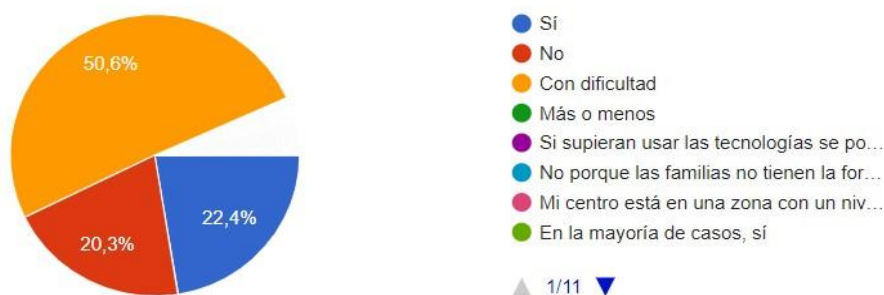 50,6%
20,3%
22,4%
Sí
No
Con dificultad
Más o menos
Si supieran usar las tecnologías se po...
No porque las familias no tienen la for...
Mi centro está en una zona con un niv...
En la mayoría de casos, sí
1/11